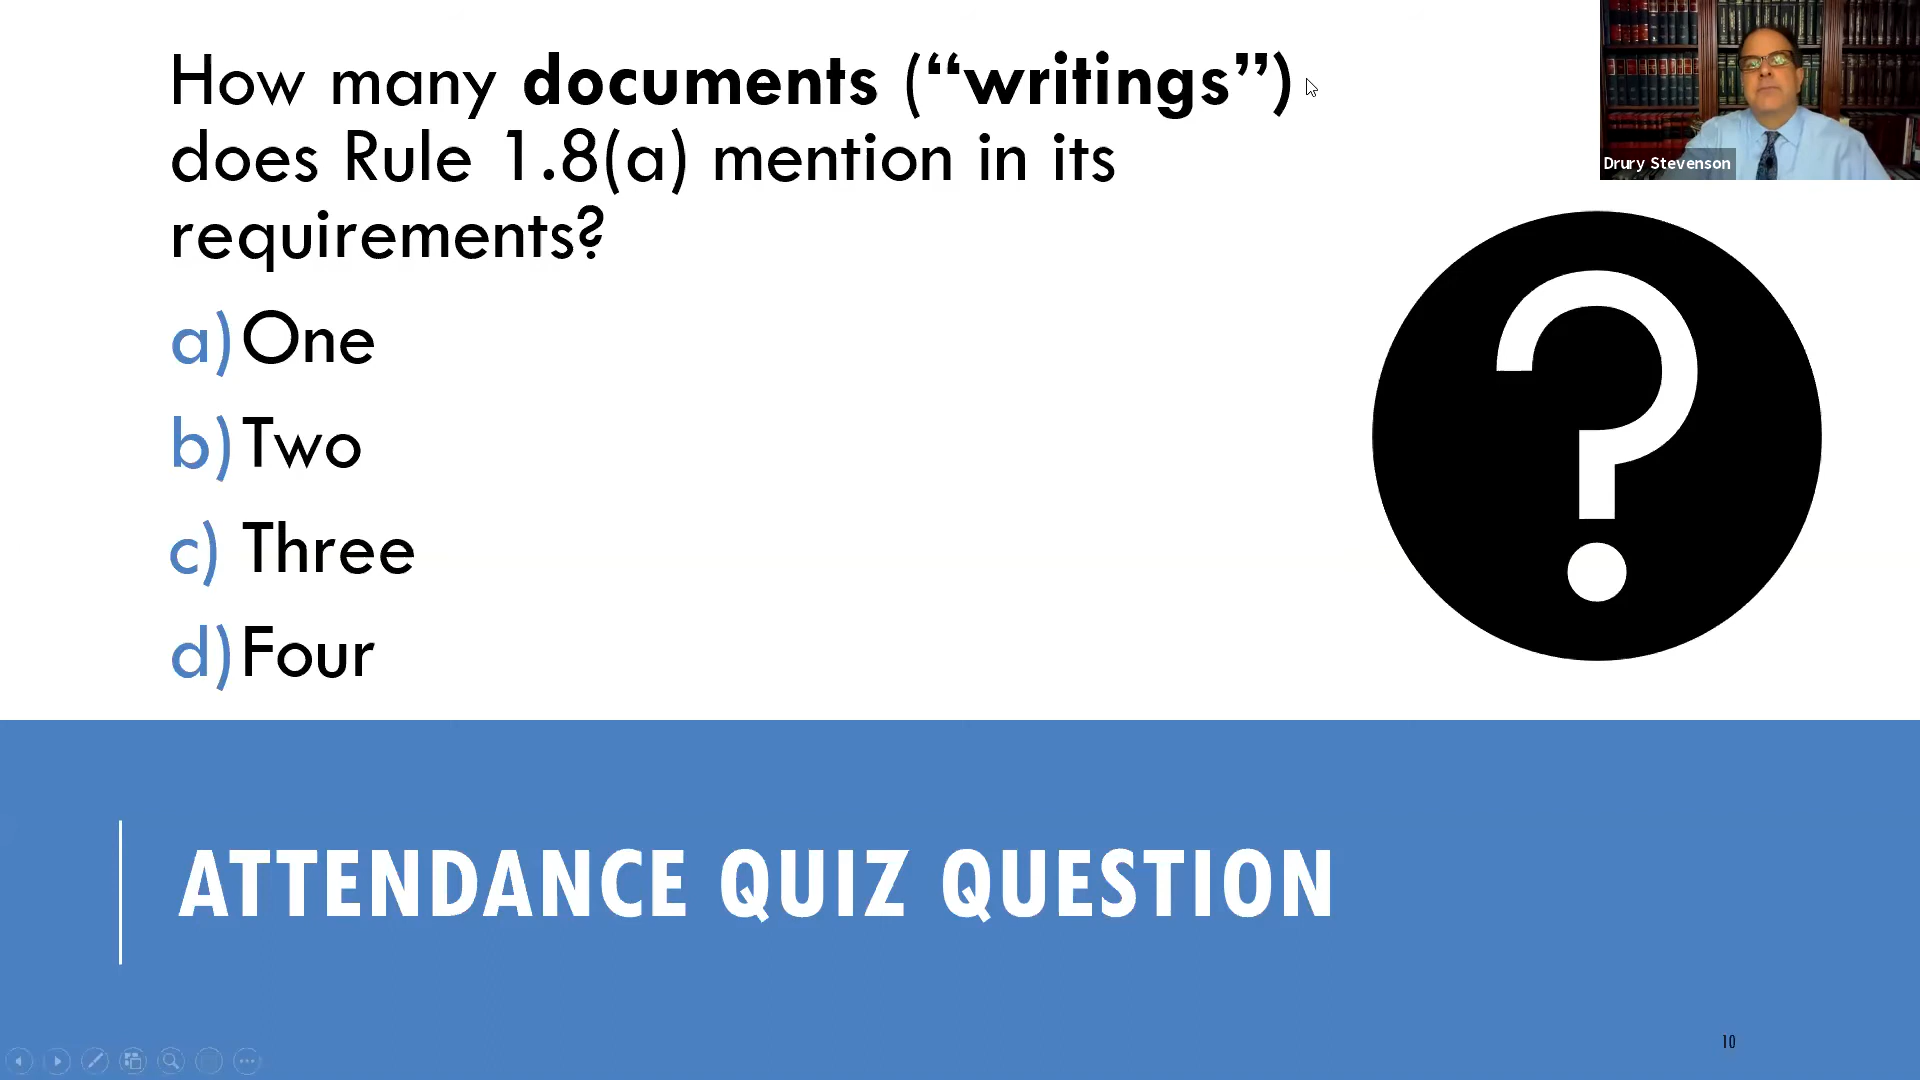 How many documents (“writings”)
does Rule 1.8(a) mention in its
requirements?
a) One
b) Two
c) Three
d) Four
Drury Stevenson
ATTENDANCE QUIZ QUESTION
10